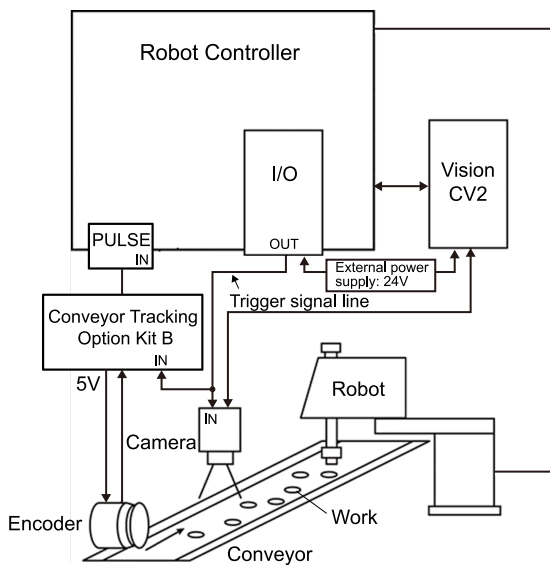 Robot Controller
I/O
OUT
Vision
CV2
PULSE
IN
External power
supply: 24V
Trigger signal line
Conveyor Tracking
Option Kit B
IN
5V
IN
Camera
Robot
Encoder
Work
Conveyor